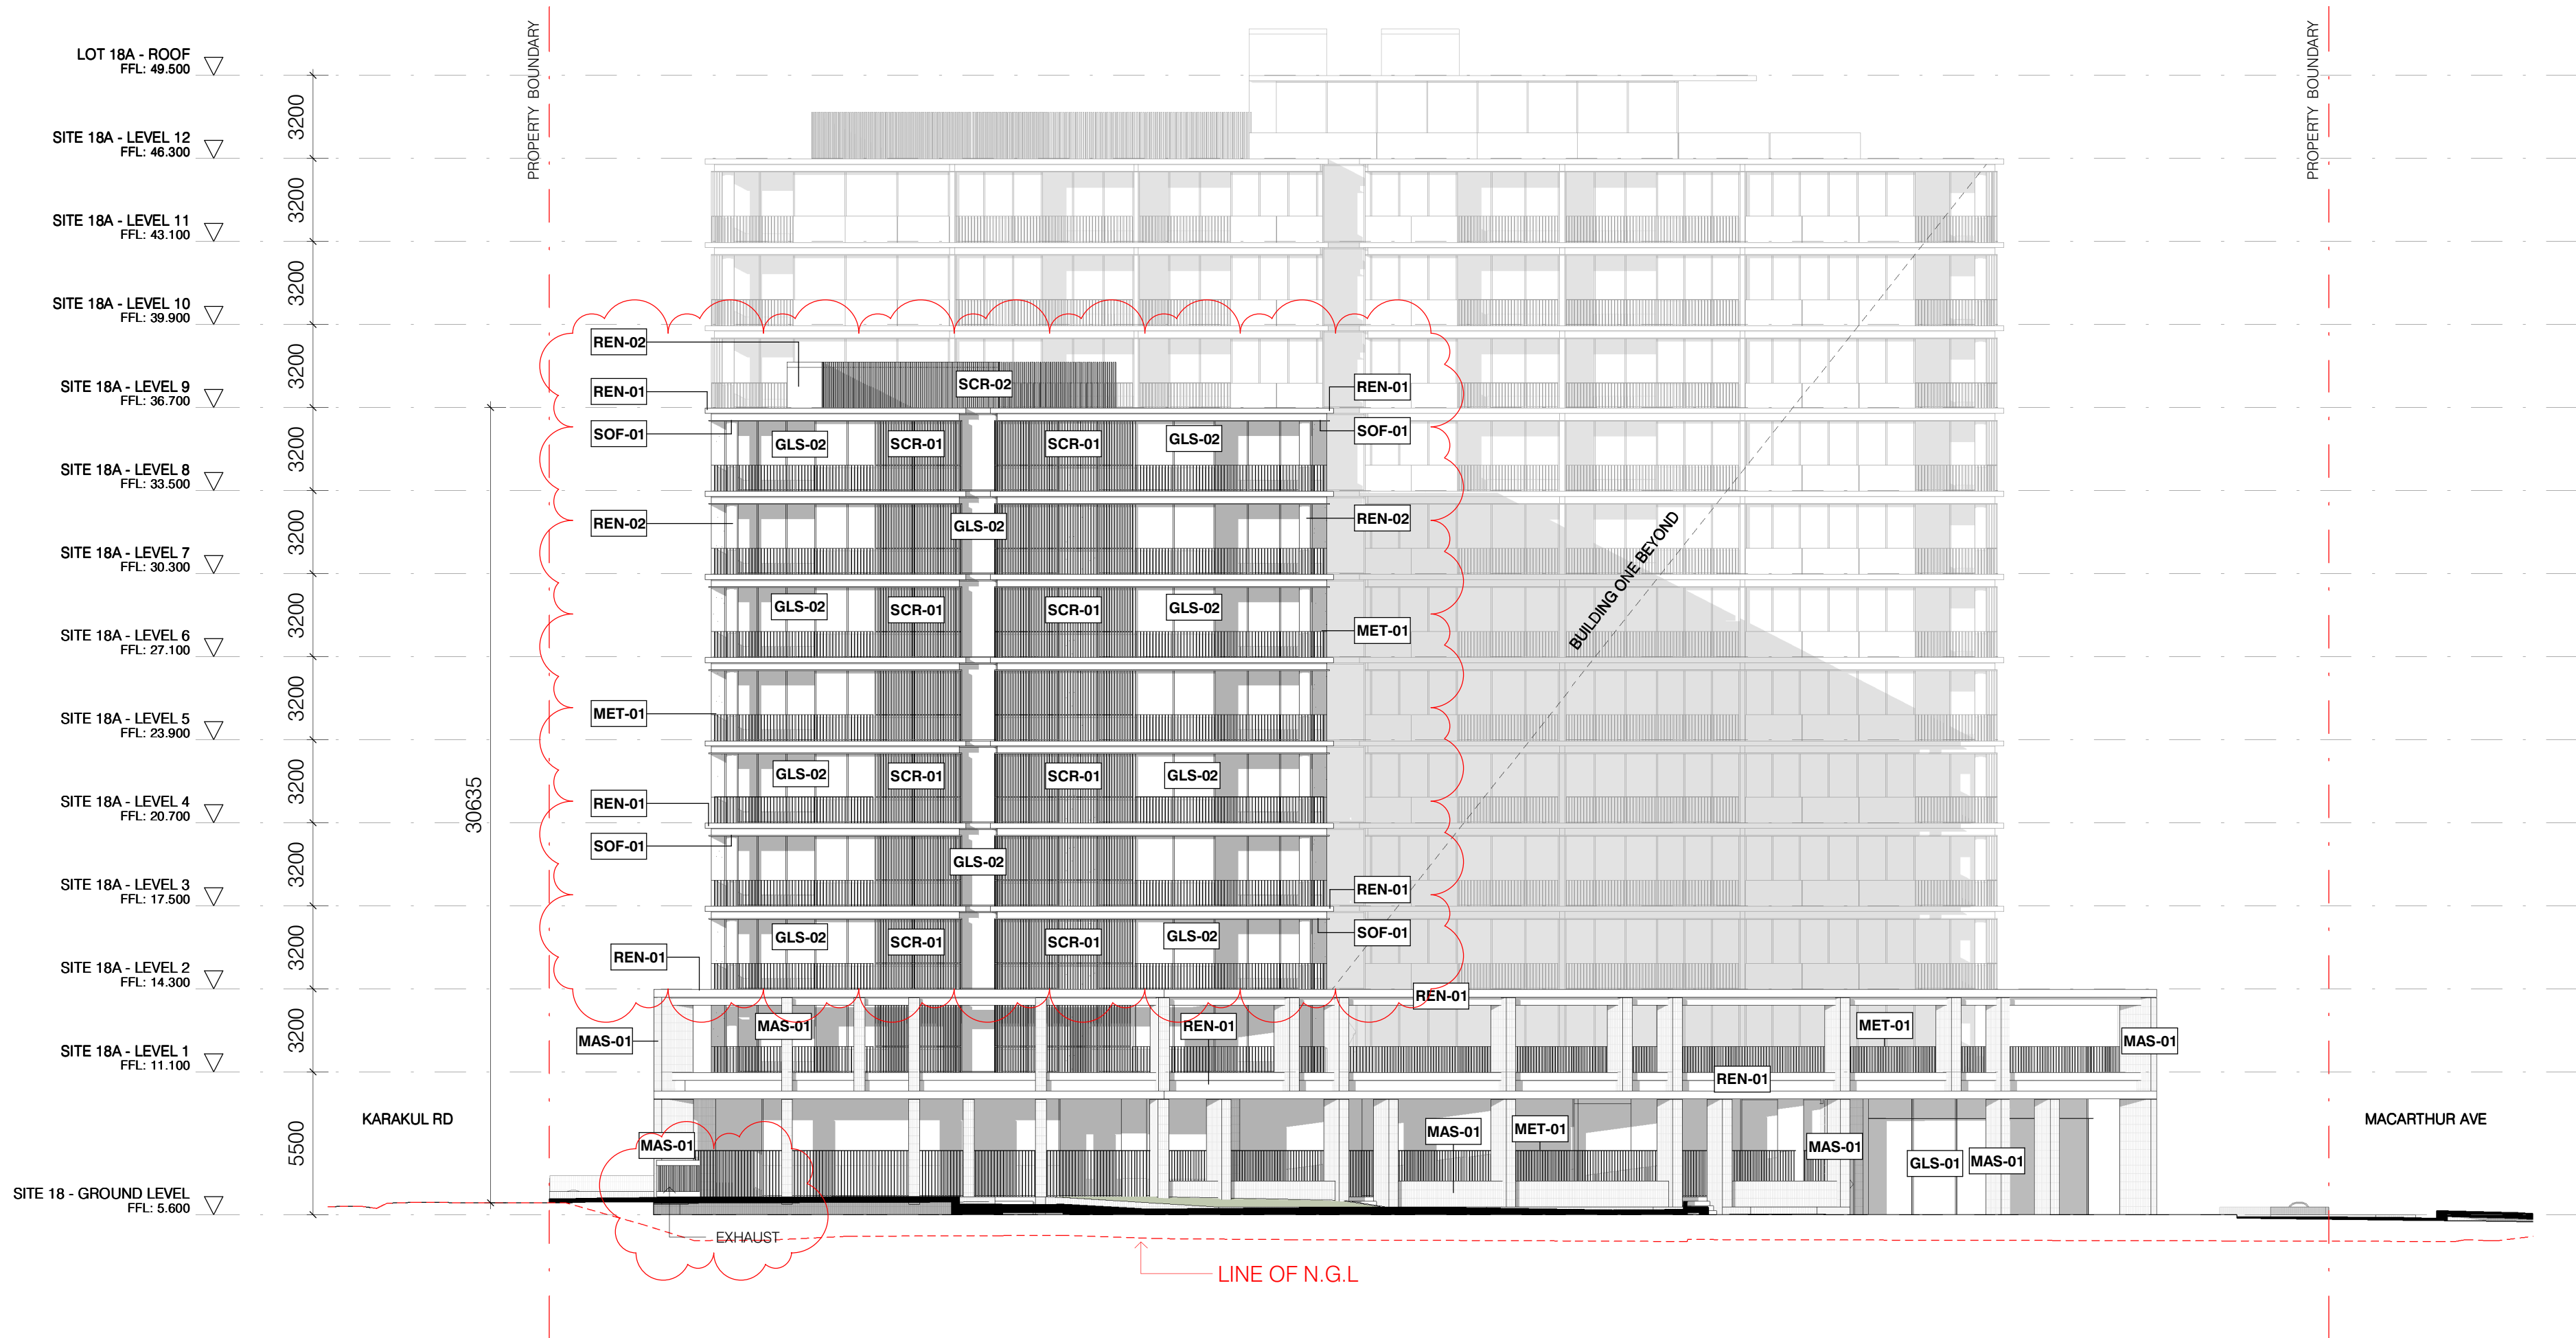 PROPERTY BOUNDARY
PROPERTY BOUNDARY
LOT 18A - ROOF
FFL: 49.500
3200
SITE 18A - LEVEL 12
FFL: 46.300
3200
SITE 18A - LEVEL 11
FFL: 43.100
3200
SITE 18A - LEVEL 10
FFL: 39.900
3200
REN-02
SCR-02
REN-01
REN-01
SITE 18A - LEVEL 9
FFL: 36.700
3200
SOF-01
GLS-02
SCR-01
SCR-01
GLS-02
SOF-01
SITE 18A - LEVEL 8
FFL: 33.500
3200
REN-02
GLS-02
REN-02
BUILDING ONE BEYOND
SITE 18A - LEVEL 7
FFL: 30.300
3200
GLS-02
SCR-01
SCR-01
GLS-02
MET-01
SITE 18A - LEVEL 6
FFL: 27.100
3200
MET-01
SITE 18A - LEVEL 5
FFL: 23.900
3200
GLS-02
SCR-01
SCR-01
GLS-02
30635
REN-01
SITE 18A - LEVEL 4
FFL: 20.700
3200
SOF-01
GLS-02
REN-01
SITE 18A - LEVEL 3
FFL: 17.500
3200
GLS-02
SCR-01
SCR-01
GLS-02
SOF-01
REN-01
SITE 18A - LEVEL 2
FFL: 14.300
3200
REN-01
MAS-01
MAS-01
REN-01
MET-01
MAS-01
SITE 18A - LEVEL 1
FFL: 11.100
REN-01
KARAKUL RD
MACARTHUR AVE
5500
MAS-01
MAS-01
MET-01
MAS-01
GLS-01
MAS-01
SITE 18 - GROUND LEVEL
FFL: 5.600
EXHAUST
LINE OF N.G.L